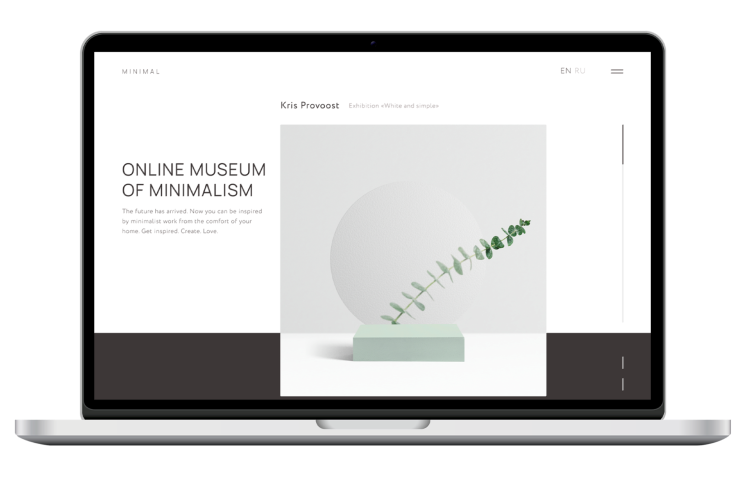 MINIMAL
EN RU
Kris Provoost Exhibition «White and simple»
ONLINE MUSEUM
OF MINIMALISM
The future has arrived. Now you can be inspired
by minimalist work from the comfort of your
home. Get inspired. Create. Love.